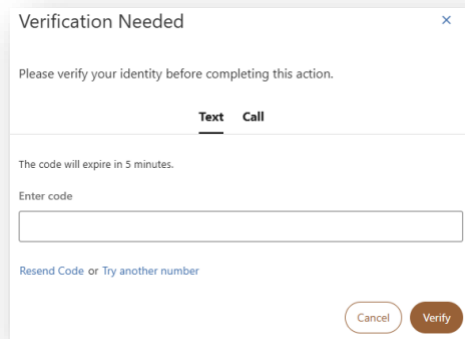 Verification Needed ×
Please verify your identity before completing this action.
Text Call
The code will expire in 5 minutes.
Enter code
Resend Code or Try another number
Cancel Verify